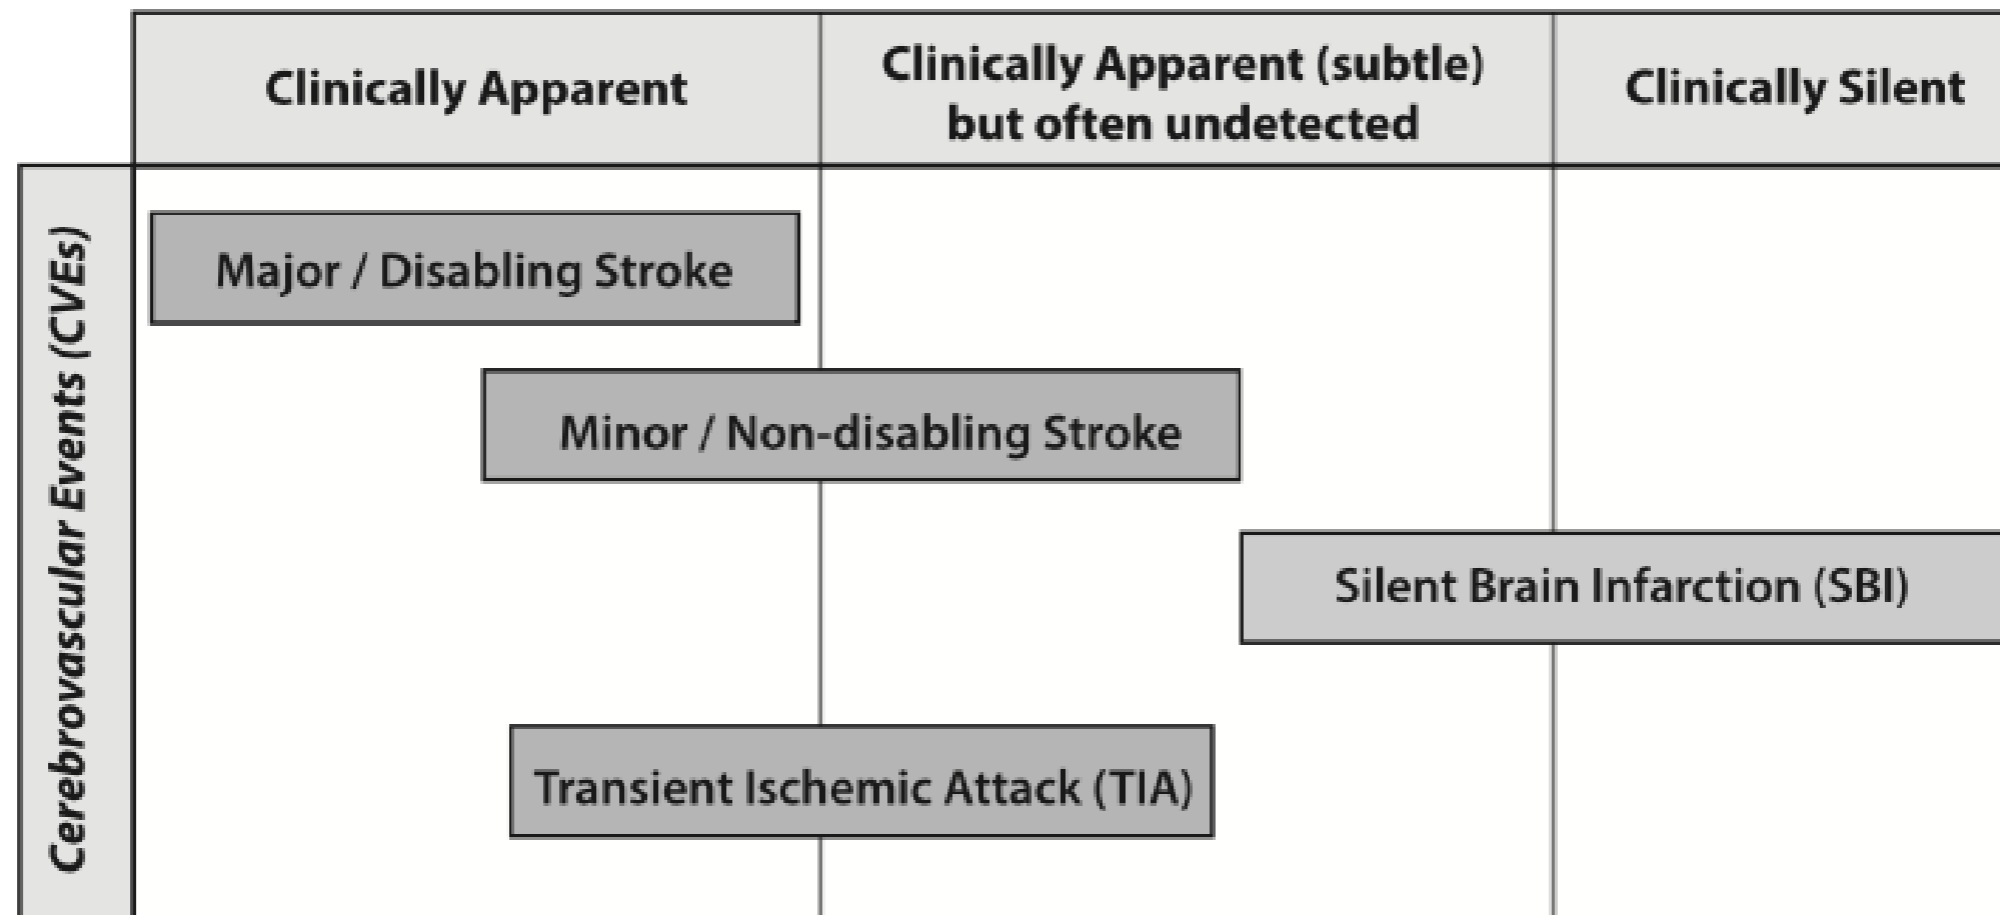 Clinically Apparent
Clinically Apparent (subtle)
but often undetected
Clinically Silent
Cerebrovascular Events (CVEs)
Major / Disabling Stroke
Minor / Non-disabling Stroke
Silent Brain Infarction (SBI)
Transient Ischemic Attack (TIA)